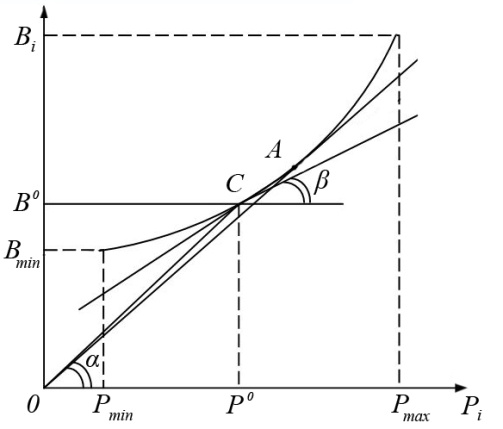 B_i
A
C
β
B^0
B_min
α
0
P_min
P^0
P_max
P_i